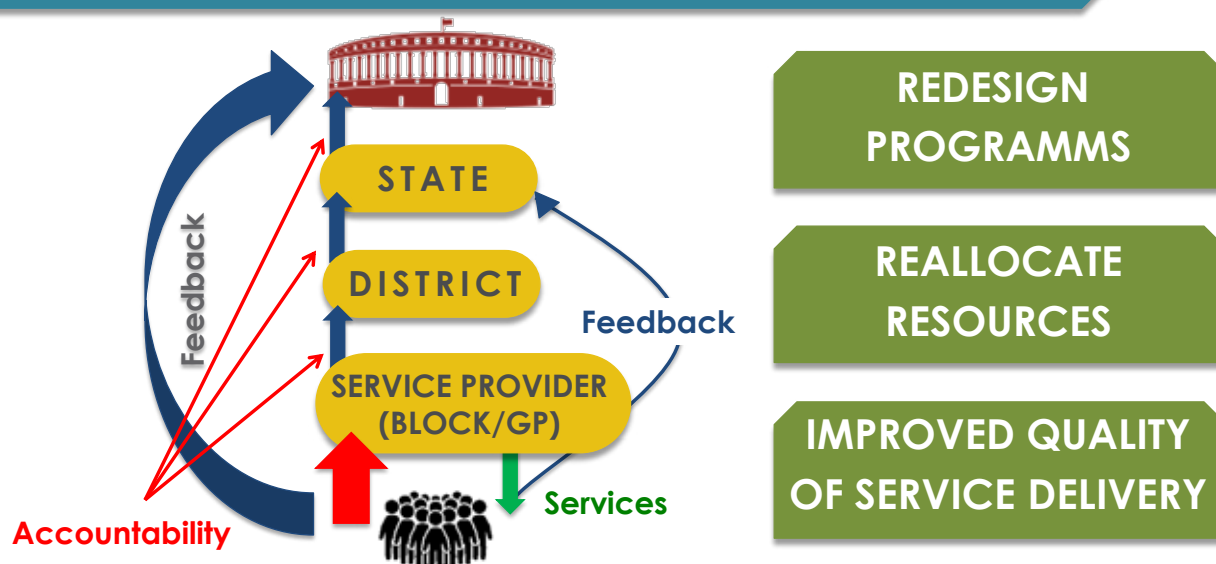 STATE
DISTRICT
SERVICE PROVIDER
(BLOCK/GP)
Feedback
Feedback
Services
Accountability
REDESIGN
PROGRAMMS
REALLOCATE
RESOURCES
IMPROVED QUALITY
OF SERVICE DELIVERY